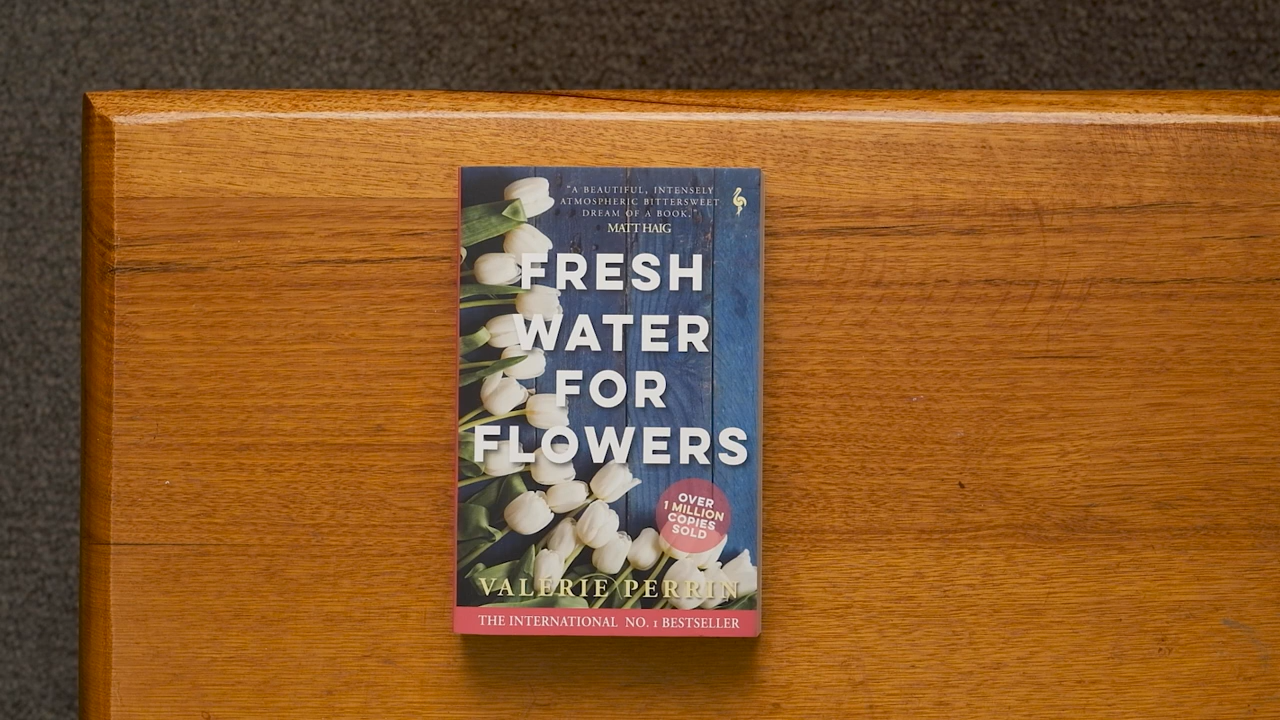 "A BEAUTIFUL, INTENSELY
ATMOSPHERIC BITTERSWEET
DREAM OF A BOOK."
MATT HAIG
FRESH
WATER
FOR
FLOWERS
OVER
1 MILLION
COPIES
SOLD
VALÉRIE PERRIN
THE INTERNATIONAL NO. 1 BESTSELLER